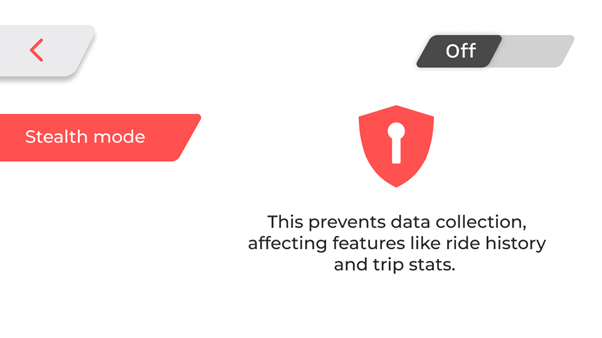 Off
Stealth mode
This prevents data collection,
affecting features like ride history
and trip stats.